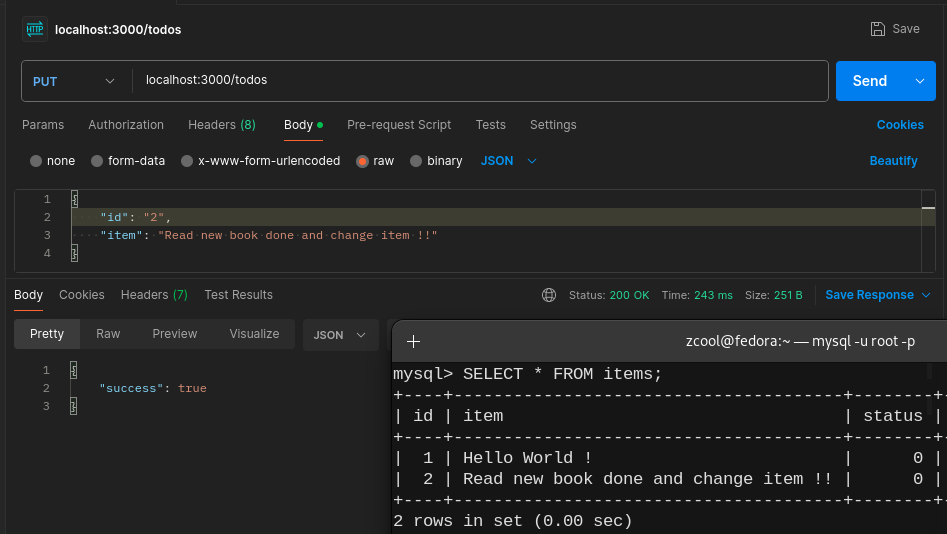 HTTP localhost:3000/todos Save
PUT localhost:3000/todos Send
Params Authorization Headers (8) Body Pre-request Script Tests Settings Cookies
none form-data x-www-form-urlencoded raw binary JSON Beautify
1 {
2 "id": "2",
3 "item": "Read new book done and change item !!"
4 }
Body Cookies Headers (7) Test Results Status: 200 OK Time: 243 ms Size: 251 B Save Response
Pretty Raw Preview Visualize JSON
1 {
2 "success": true
3 }
+ zcool@fedora:~ — mysql -u root -p
mysql> SELECT * FROM items;
+----+---------------------------------------+--------+
| id | item | status |
+----+---------------------------------------+--------+
| 1 | Hello World ! | 0 |
| 2 | Read new book done and change item !! | 0 |
+----+---------------------------------------+--------+
2 rows in set (0.00 sec)